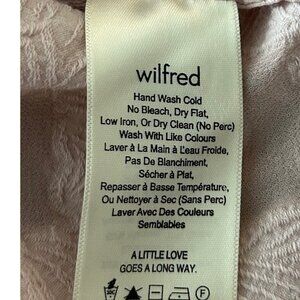 wilfred
Hand Wash Cold
No Bleach, Dry Flat,
Low Iron, Or Dry Clean (No Perc)
Wash With Like Colours
Laver à La Main à L'eau Froide,
Pas De Blanchiment,
Sécher à Plat,
Repasser à Basse Température,
Ou Nettoyer à Sec (Sans Perc)
Laver Avec Des Couleurs
Semblables
A LITTLE LOVE
GOES A LONG WAY.
F